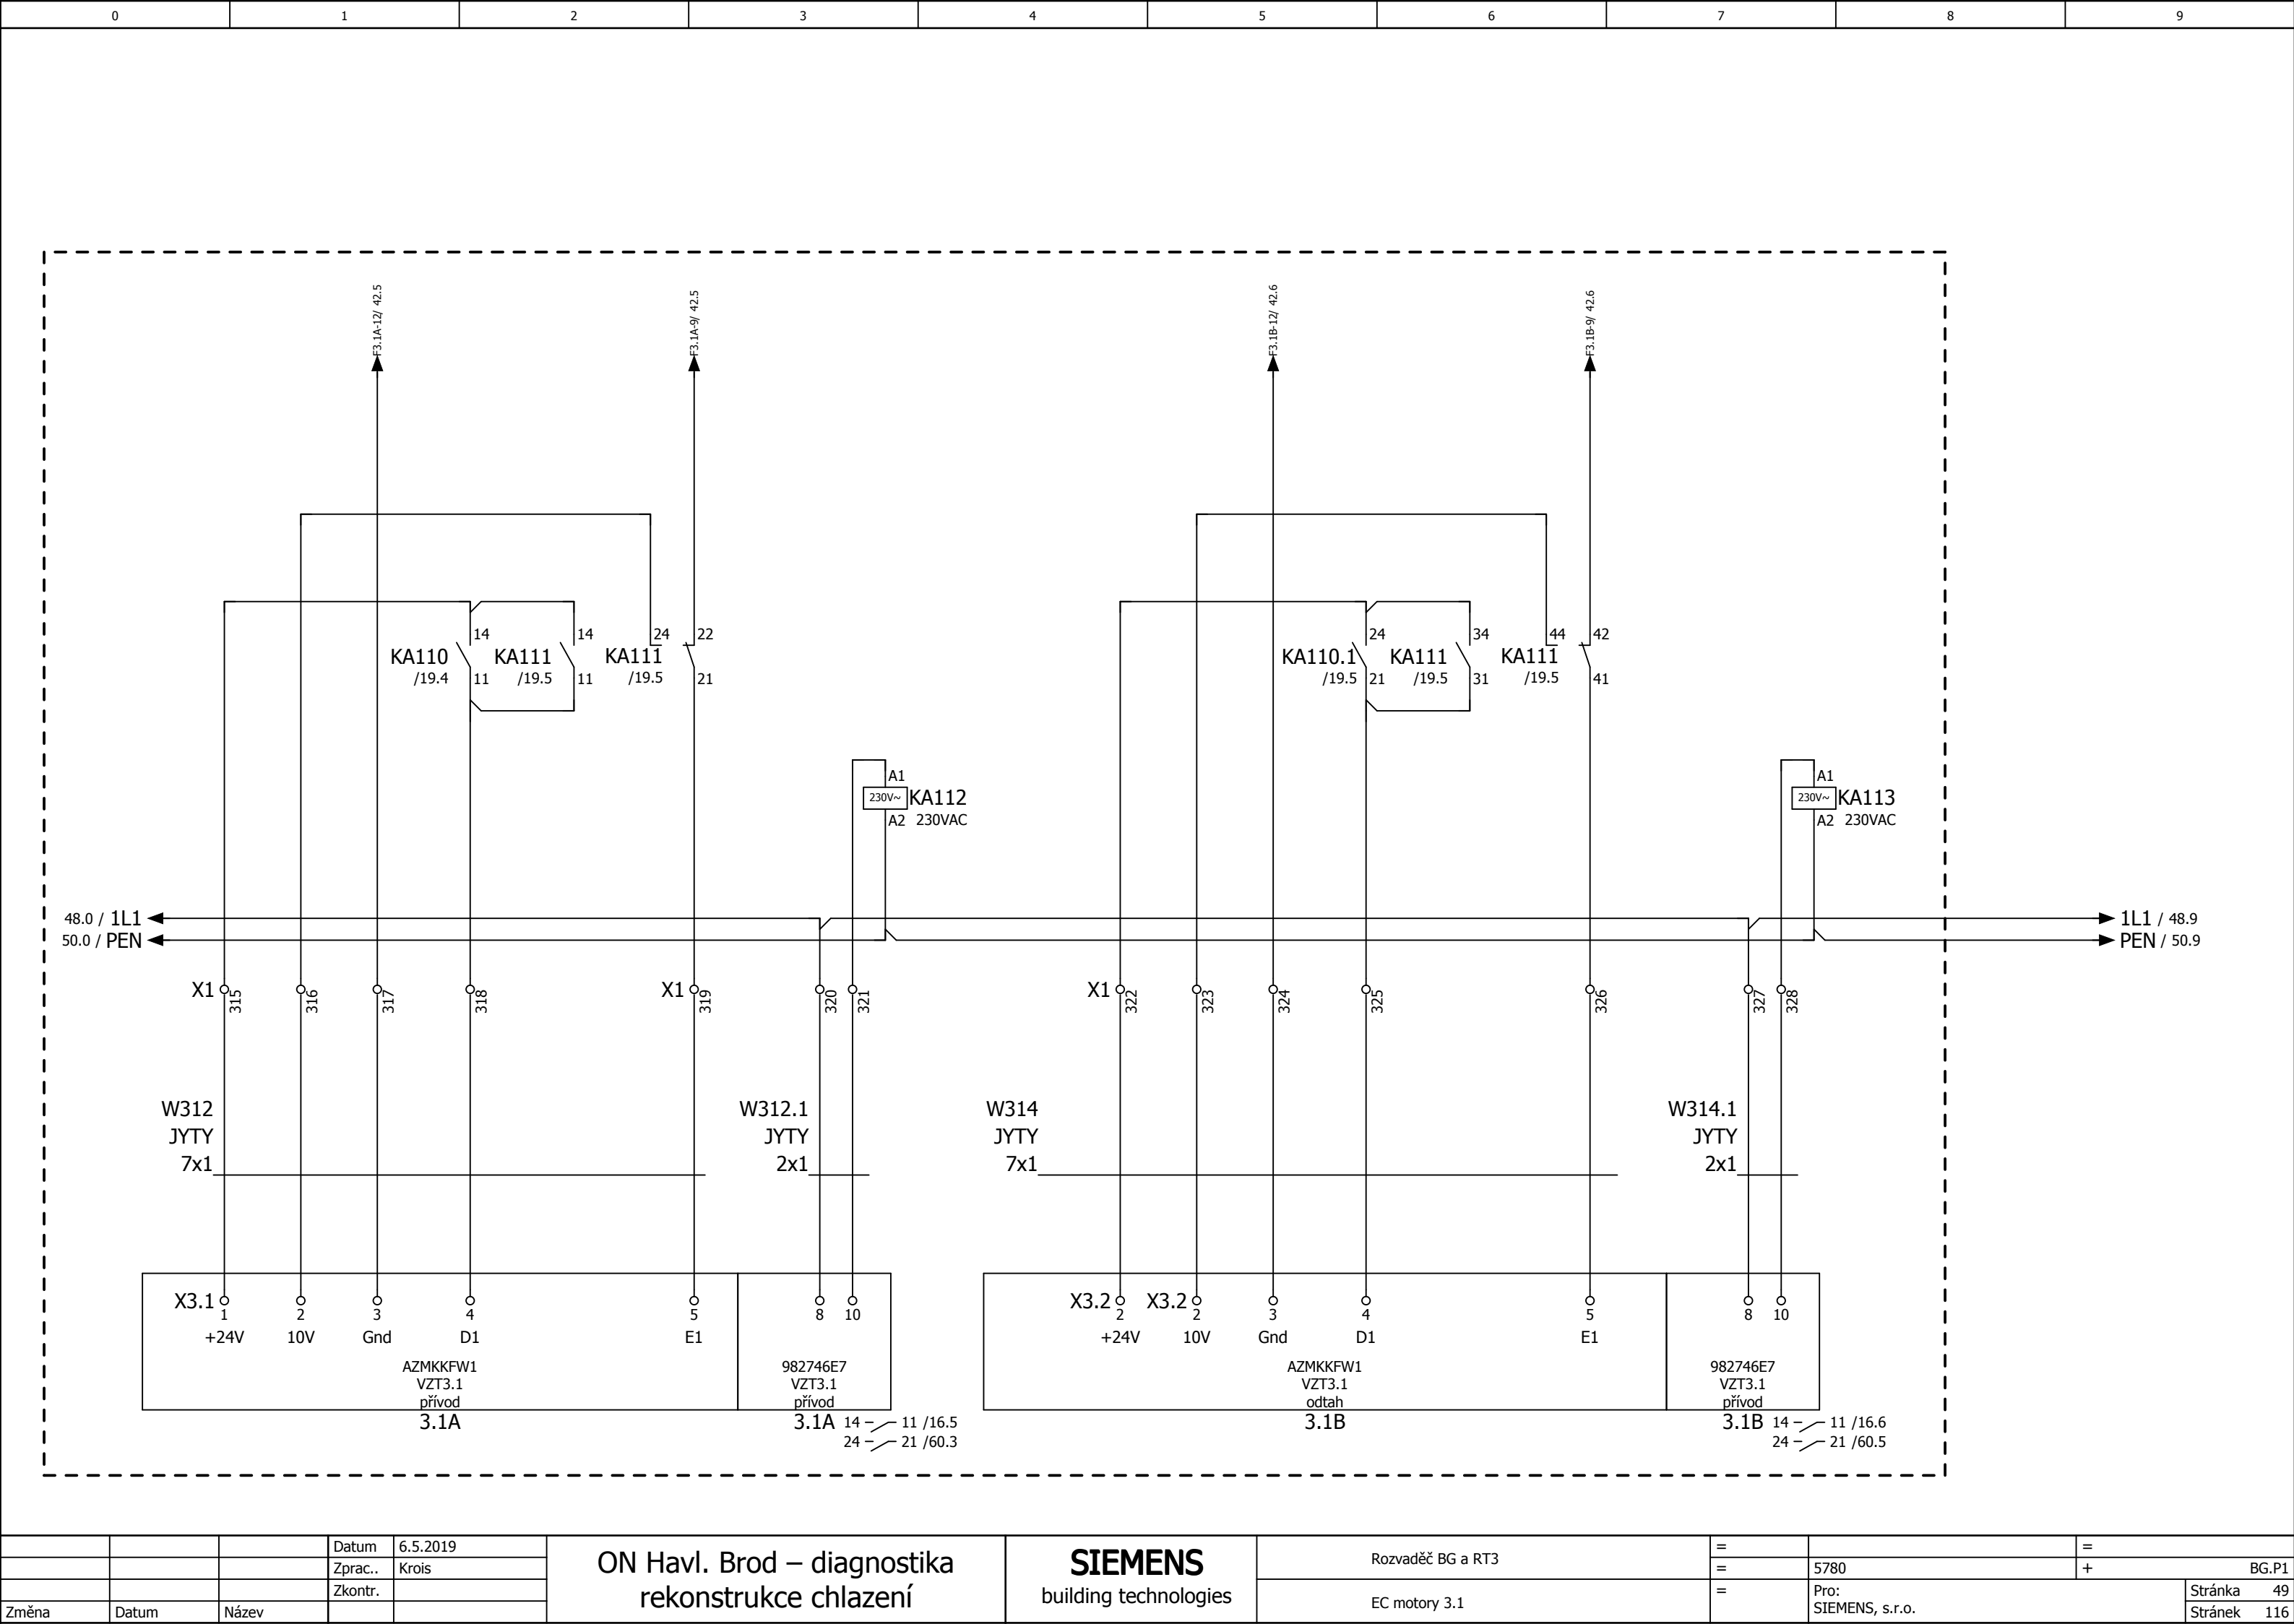 0 1 2 3 4 5 6 7 8 9
F3.1A-12/ 42.5
F3.1A-9/ 42.5
F3.1B-12/ 42.6
F3.1B-9/ 42.6
14 14 24 22 24 34 44 42
KA110 KA111 KA111 KA110.1 KA111 KA111
/19.4 11 /19.5 11 /19.5 21 /19.5 21 /19.5 31 /19.5 41
A1 A1
230V~ KA112 230V~ KA113
A2 230VAC A2 230VAC
48.0 / 1L1 1L1 / 48.9
50.0 / PEN PEN / 50.9
X1 315 316 317 318 X1 319 320 321 X1 322 323 324 325 326 327 328
W312 W312.1 W314 W314.1
JYTY JYTY JYTY JYTY
7x1 2x1 7x1 2x1
X3.1 1 2 3 4 5 8 10 X3.2 2 X3.2 2 3 4 5 8 10
+24V 10V Gnd D1 E1 +24V 10V Gnd D1 E1
AZMKKFW1 982746E7 AZMKKFW1 982746E7
VZT3.1 VZT3.1 VZT3.1 VZT3.1
přívod přívod odtah přívod
3.1A 3.1A 14 11 /16.5 3.1B 3.1B 14 11 /16.6
24 21 /60.3 24 21 /60.5
Datum 6.5.2019
Zprac.. Krois
Zkontr.
Změna Datum Název
ON Havl. Brod – diagnostika
rekonstrukce chlazení
SIEMENS
building technologies
Rozvaděč BG a RT3
EC motory 3.1
= =
= 5780 + BG.P1
= Pro:
SIEMENS, s.r.o.
Stránka 49
Stránek 116